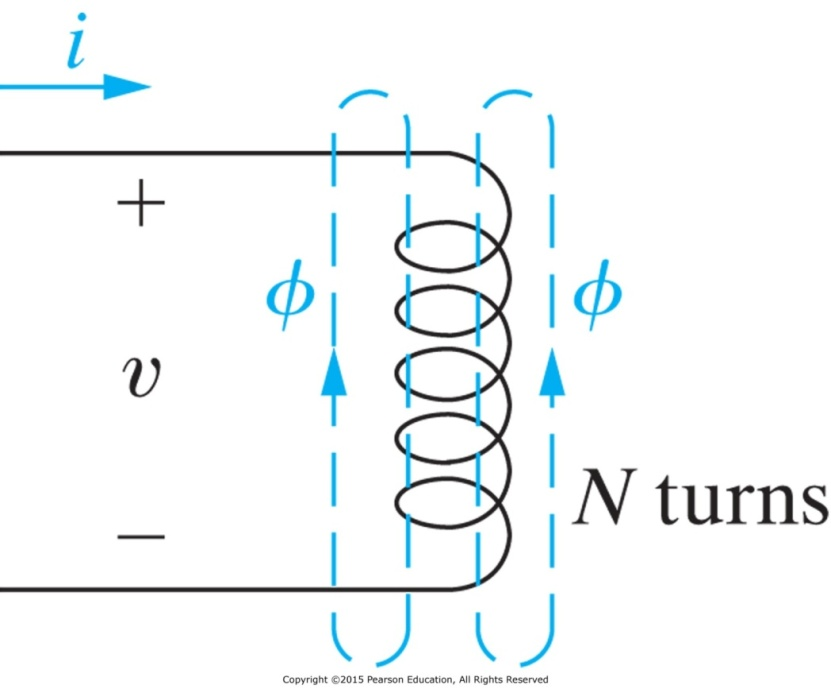 i
+
ϕ ϕ
v
N turns
−
Copyright ©2015 Pearson Education, All Rights Reserved